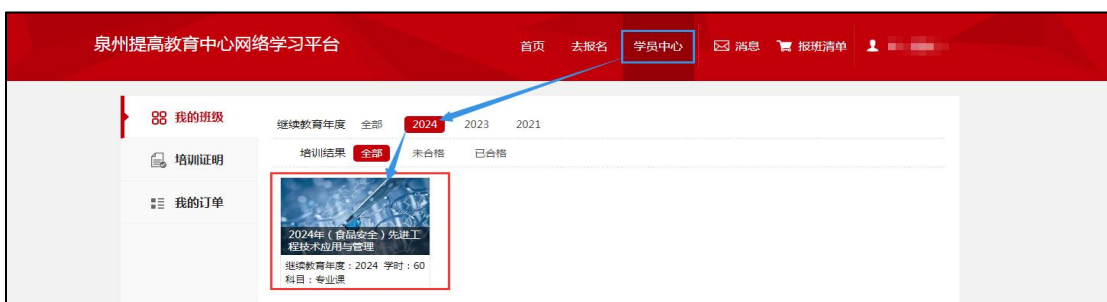 泉州提高教育中心网络学习平台
首页 去报名 学员中心 消息 报班清单
我的班级
培训证明
我的订单
继续教育年度 全部 2024 2023 2021
培训结果 全部 未合格 已合格
2024年（食品安全）先进工
程技术应用与管理
继续教育年度：2024 学时：60
科目：专业课